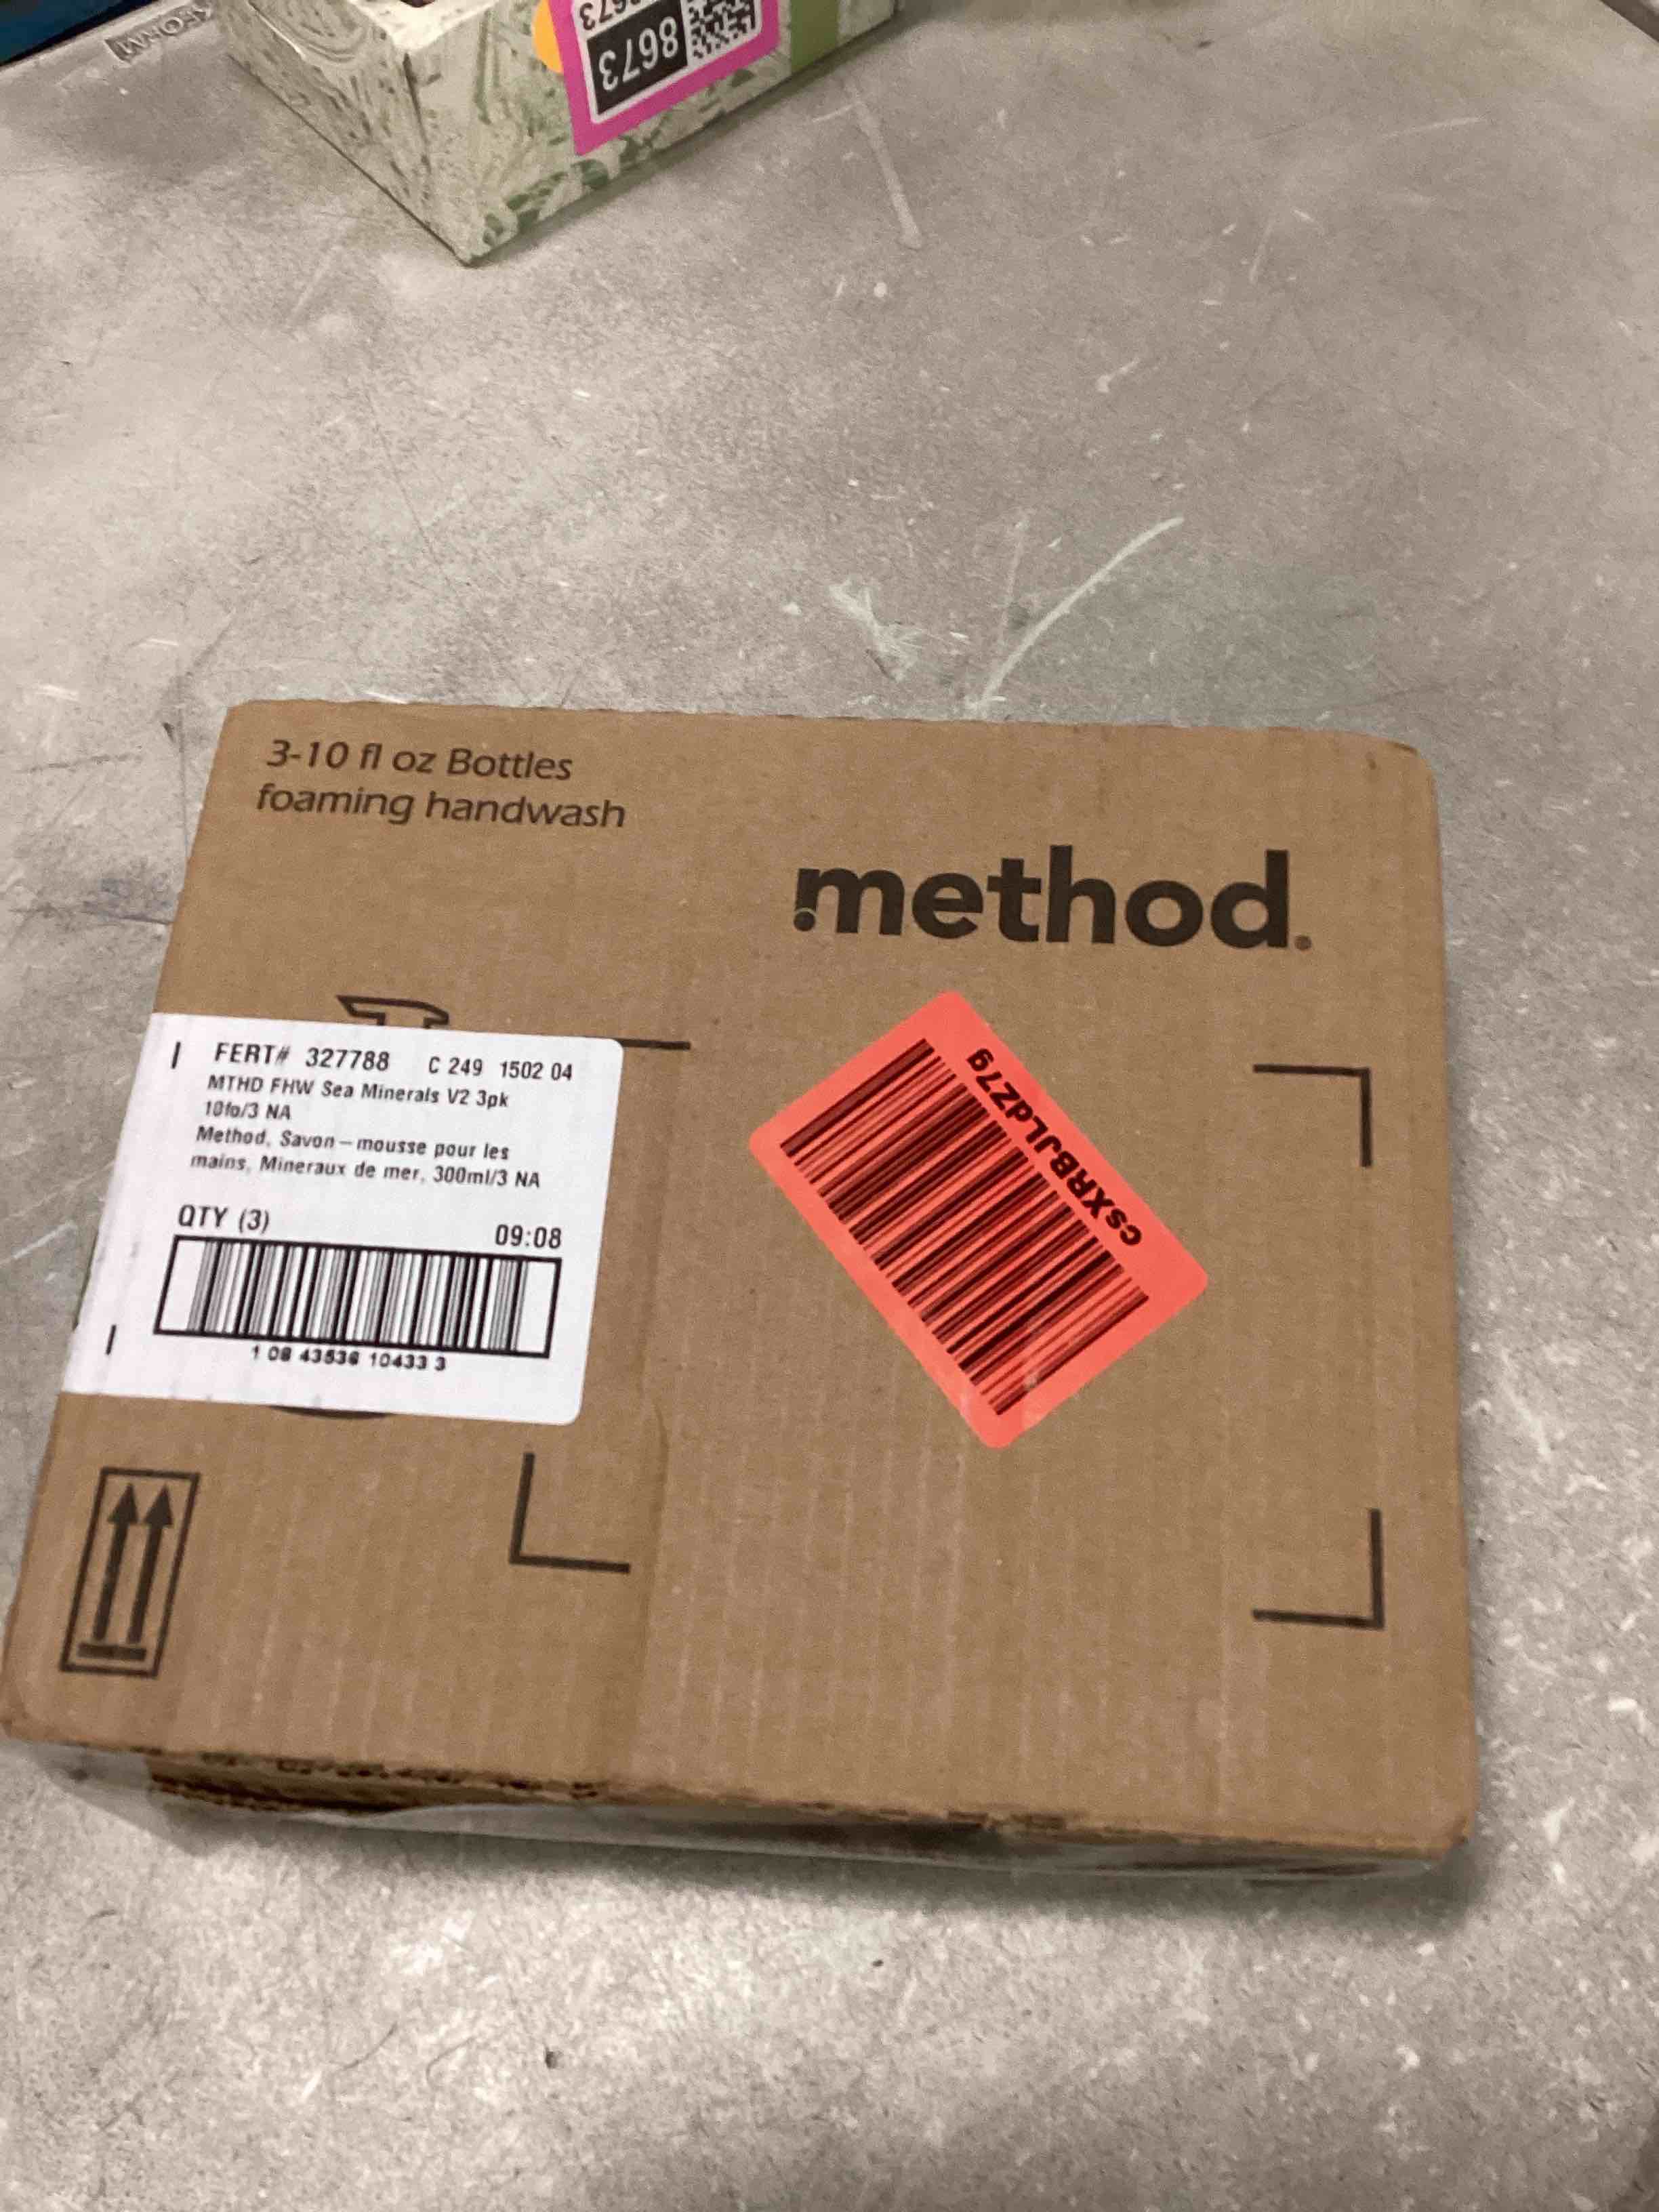 8673
8673
3-10 fl oz Bottles
foaming handwash
method.
FERT# 327788 C 249 1502 04
MTHD FHW Sea Minerals V2 3pk
10fo/3 NA
Method, Savon-mousse pour les
mains, Mineraux de mer, 300ml/3 NA
QTY (3) 09:08
1 08 43536 10433 3
csXRBJLdZ7g